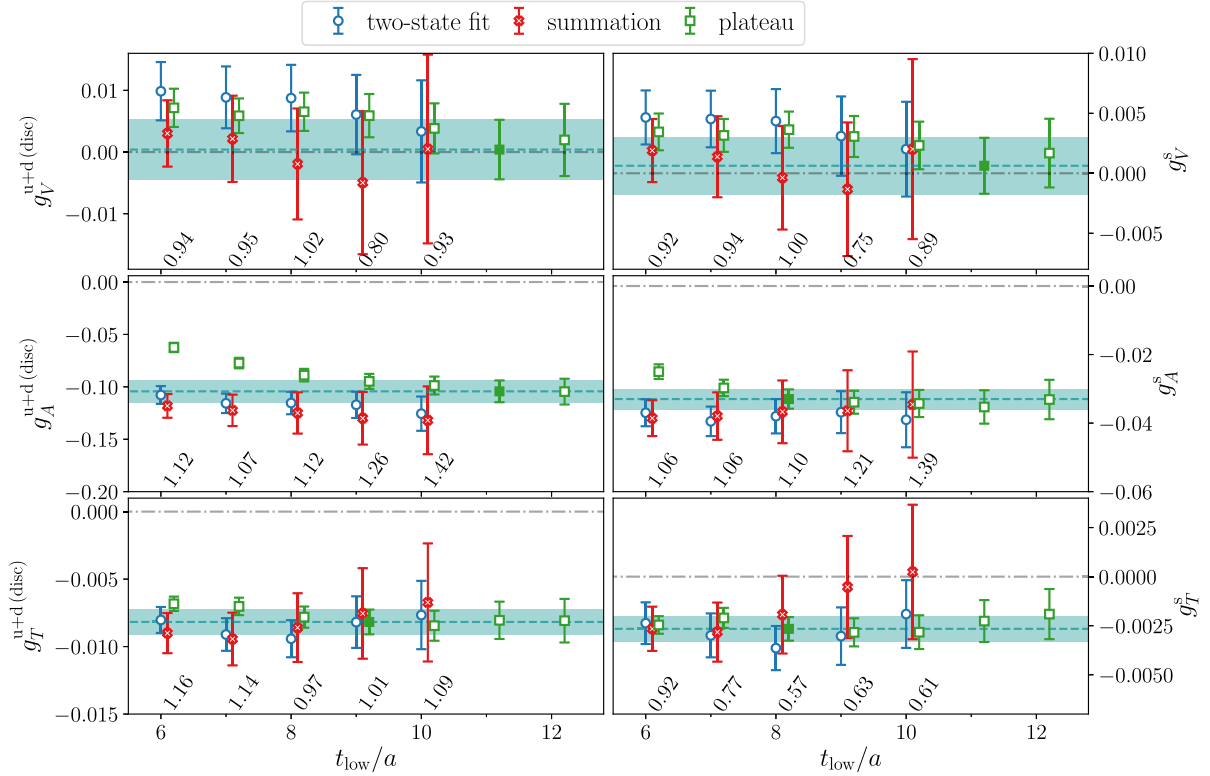 two-state fit summation plateau
g_V^{u+d (disc)}
0.01
0.00
−0.01
0.94 0.95 1.02 0.80 0.93
0.92 0.94 1.00 0.75 0.89
0.010
0.005
0.000
−0.005
g_V^s
g_A^{u+d (disc)}
0.00
−0.05
−0.10
−0.15
−0.20
1.12 1.07 1.12 1.26 1.42
1.06 1.06 1.10 1.21 1.39
0.00
−0.02
−0.04
−0.06
g_A^s
g_T^{u+d (disc)}
0.000
−0.005
−0.010
−0.015
1.16 1.14 0.97 1.01 1.09
0.92 0.77 0.57 0.63 0.61
0.0025
0.0000
−0.0025
−0.0050
g_T^s
6 8 10 12
6 8 10 12
t_low/a
t_low/a